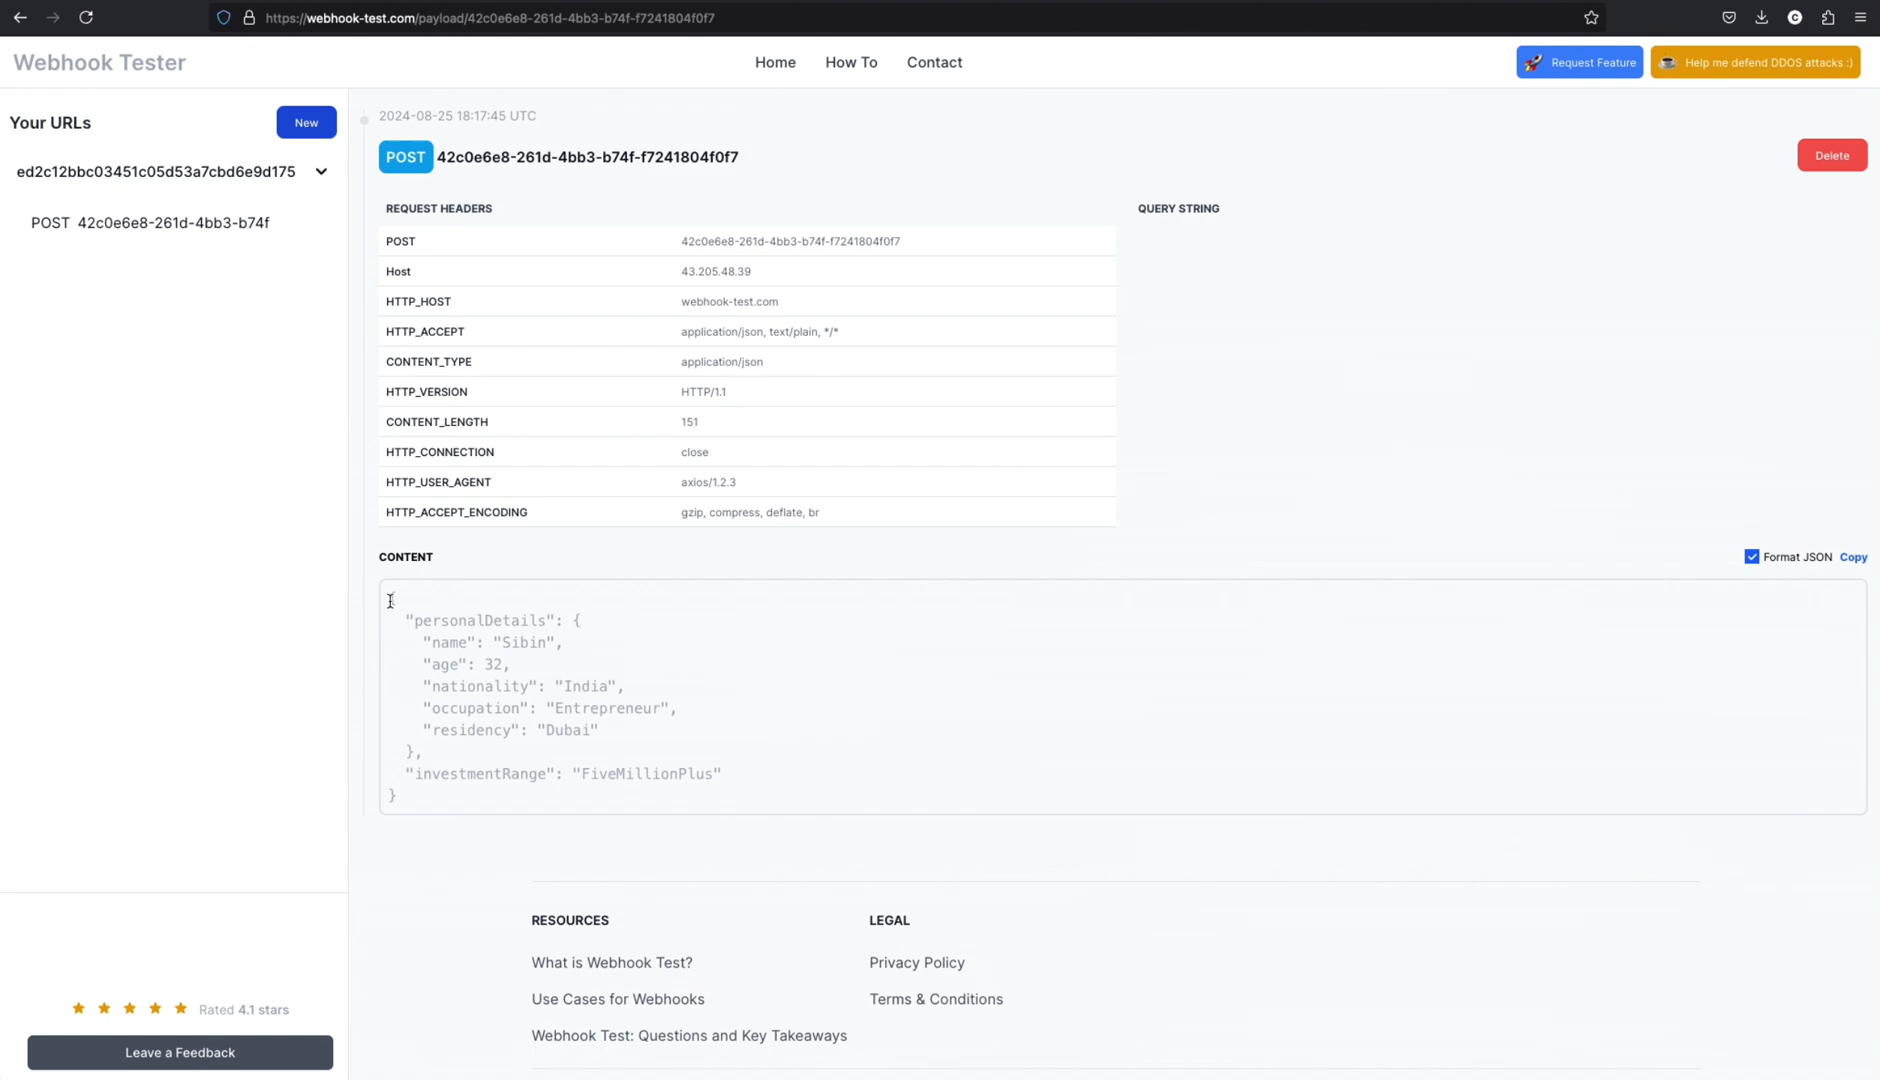 https://webhook-test.com/payload/42c0e6e8-261d-4bb3-b74f-f7241804f0f7
Webhook Tester
Home
How To
Contact
Request Feature
Help me defend DDOS attacks :)
Your URLs
New
ed2c12bbc03451c05d53a7cbd6e9d175
POST 42c0e6e8-261d-4bb3-b74f
2024-08-25 18:17:45 UTC
POST 42c0e6e8-261d-4bb3-b74f-f7241804f0f7
Delete
REQUEST HEADERS
QUERY STRING
POST 42c0e6e8-261d-4bb3-b74f-f7241804f0f7
Host 43.205.48.39
HTTP_HOST webhook-test.com
HTTP_ACCEPT application/json, text/plain, */*
CONTENT_TYPE application/json
HTTP_VERSION HTTP/1.1
CONTENT_LENGTH 151
HTTP_CONNECTION close
HTTP_USER_AGENT axios/1.2.3
HTTP_ACCEPT_ENCODING gzip, compress, deflate, br
CONTENT
Format JSON Copy
{
"personalDetails": {
"name": "Sibin",
"age": 32,
"nationality": "India",
"occupation": "Entrepreneur",
"residency": "Dubai"
},
"investmentRange": "FiveMillionPlus"
}
RESOURCES
What is Webhook Test?
Use Cases for Webhooks
Webhook Test: Questions and Key Takeaways
LEGAL
Privacy Policy
Terms & Conditions
Rated 4.1 stars
Leave a Feedback